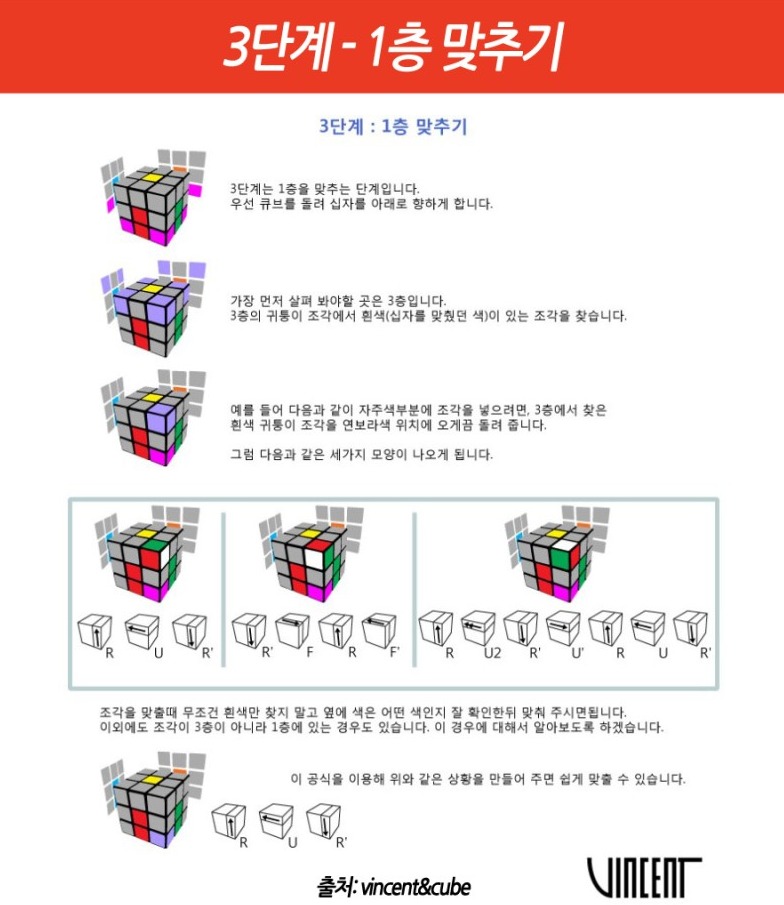 3단계 - 1층 맞추기
3단계 : 1층 맞추기
3단계는 1층을 맞추는 단계입니다.
우선 큐브를 돌려 십자를 아래로 향하게 합니다.
가장 먼저 살펴 봐야할 곳은 3층입니다.
3층의 귀퉁이 조각에서 흰색(십자를 맞췄던 색)이 있는 조각을 찾습니다.
예를 들어 다음과 같이 자주색부분에 조각을 넣으려면, 3층에서 찾은
흰색 귀퉁이 조각을 연보라색 위치에 오게끔 돌려 줍니다.
그럼 다음과 같은 세가지 모양이 나오게 됩니다.
R U R'
R' F R F'
R U2 R' U' R U R'
조각을 맞출때 무조건 흰색만 찾지 말고 옆에 색은 어떤 색인지 잘 확인한뒤 맞춰 주시면됩니다.
이외에도 조각이 3층이 아니라 1층에 있는 경우도 있습니다. 이 경우에 대해서 알아보도록 하겠습니다.
이 공식을 이용해 위와 같은 상황을 만들어 주면 쉽게 맞출 수 있습니다.
R U R'
VINCENT
출처: vincent&cube